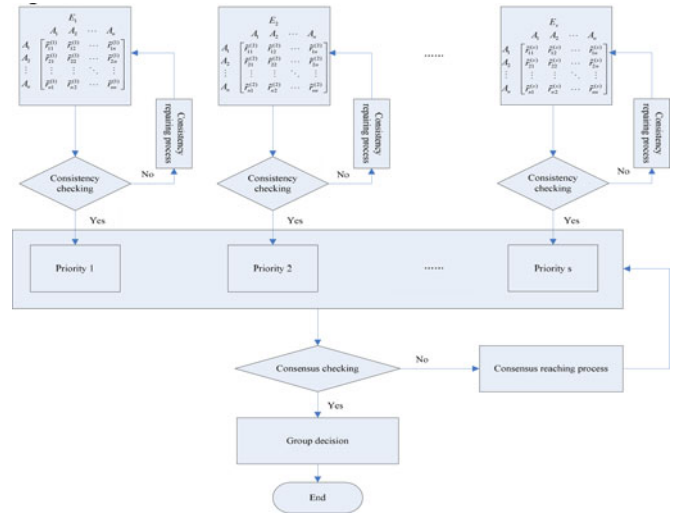 E₁
A₁ A₂ ⋯ Aₙ
A₁
A₂
⋮
Aₙ
E₂
A₁ A₂ ⋯ Aₙ
A₁
A₂
⋮
Aₙ
......
Eₛ
A₁ A₂ ⋯ Aₙ
A₁
A₂
⋮
Aₙ
Consistency
repairing process
Consistency
repairing process
Consistency
repairing process
Consistency
checking
No
Consistency
checking
No
Consistency
checking
No
Yes
Yes
Yes
Priority 1
Priority 2
......
Priority s
Consensus checking
No
Consensus reaching process
Yes
Group decision
End